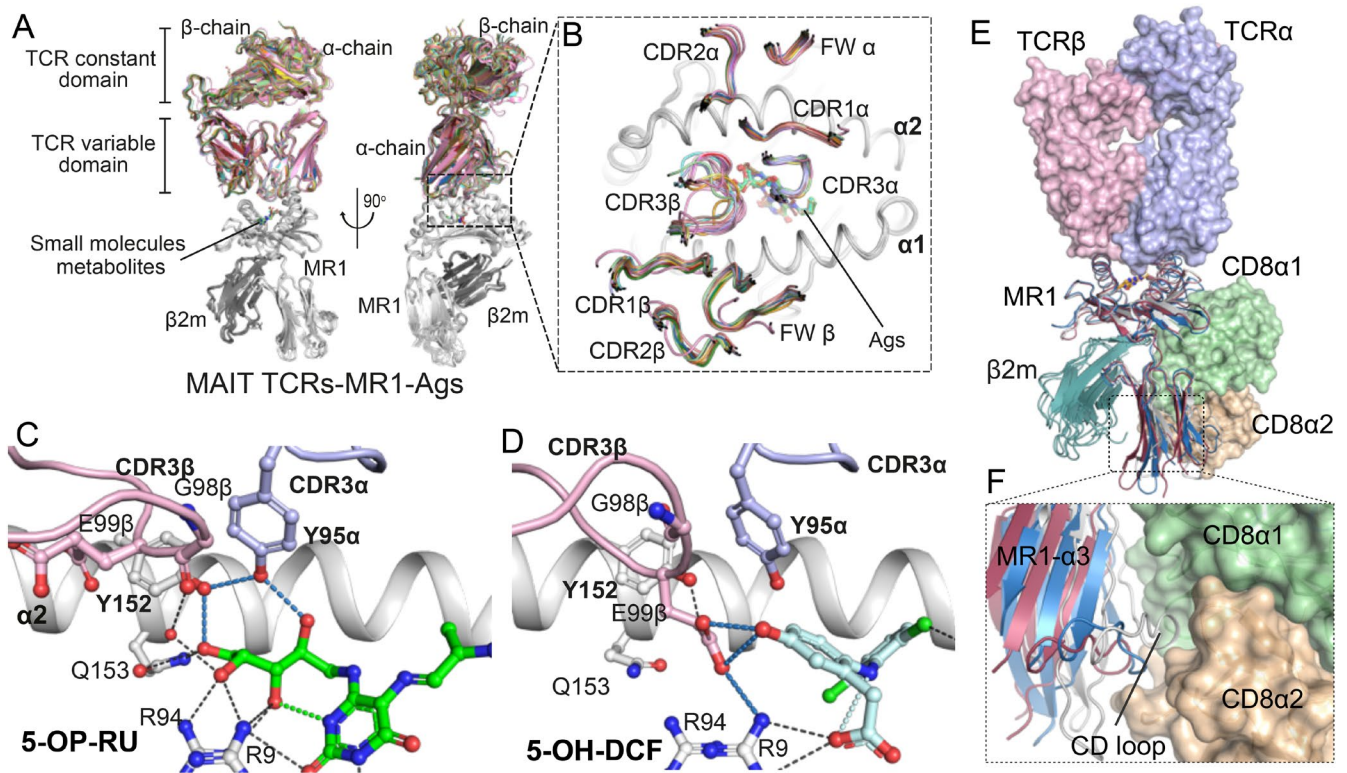 A
β-chain
α-chain
β-chain
TCR constant
domain
TCR variable
domain
α-chain
90°
Small molecules
metabolites
MR1
MR1
β2m
β2m
MAIT TCRs-MR1-Ags
B
CDR2α
FW α
CDR1α
α2
CDR3β
CDR3α
α1
CDR1β
CDR2β
FW β
Ags
C
CDR3β
G98β
CDR3α
E99β
Y95α
α2
Y152
Q153
R94
R9
5-OP-RU
D
CDR3β
CDR3α
G98β
Y95α
Y152
E99β
Q153
R94
R9
5-OH-DCF
E
TCRβ
TCRα
CD8α1
MR1
β2m
CD8α2
F
CD8α1
MR1-α3
CD8α2
CD loop